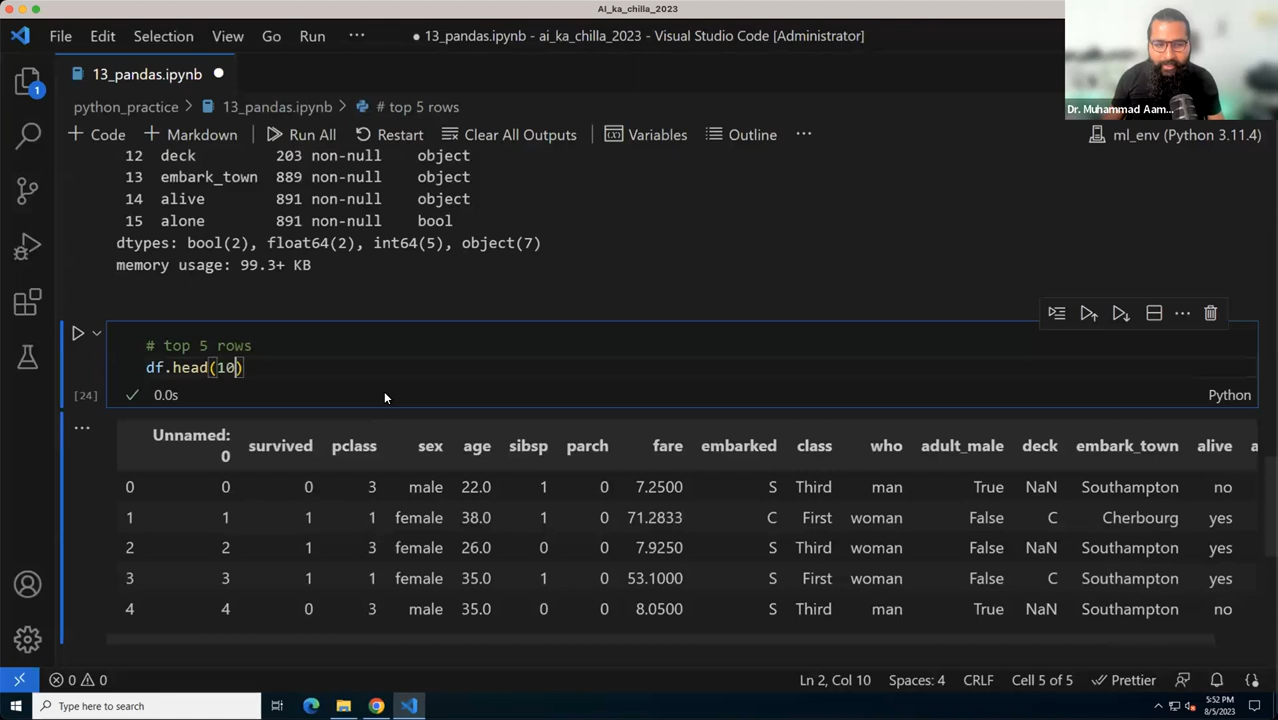 AI_ka_chilla_2023
File Edit Selection View Go Run ···
● 13_pandas.ipynb - ai_ka_chilla_2023 - Visual Studio Code [Administrator]
Dr. Muhammad Aam...
1
13_pandas.ipynb
python_practice > 13_pandas.ipynb > # top 5 rows
+ Code + Markdown Run All Restart Clear All Outputs Variables Outline ···
ml_env (Python 3.11.4)
12 deck 203 non-null object
13 embark_town 889 non-null object
14 alive 891 non-null object
15 alone 891 non-null bool
dtypes: bool(2), float64(2), int64(5), object(7)
memory usage: 99.3+ KB
# top 5 rows
df.head(10)
[24] 0.0s Python
Unnamed: 0 survived pclass sex age sibsp parch fare embarked class who adult_male deck embark_town alive a
0 0 0 3 male 22.0 1 0 7.2500 S Third man True NaN Southampton no
1 1 1 1 female 38.0 1 0 71.2833 C First woman False C Cherbourg yes
2 2 1 3 female 26.0 0 0 7.9250 S Third woman False NaN Southampton yes
3 3 1 1 female 35.0 1 0 53.1000 S First woman False C Southampton yes
4 4 0 3 male 35.0 0 0 8.0500 S Third man True NaN Southampton no
0 0 Ln 2, Col 10 Spaces: 4 CRLF Cell 5 of 5 Prettier
Type here to search
5:52 PM
8/5/2023